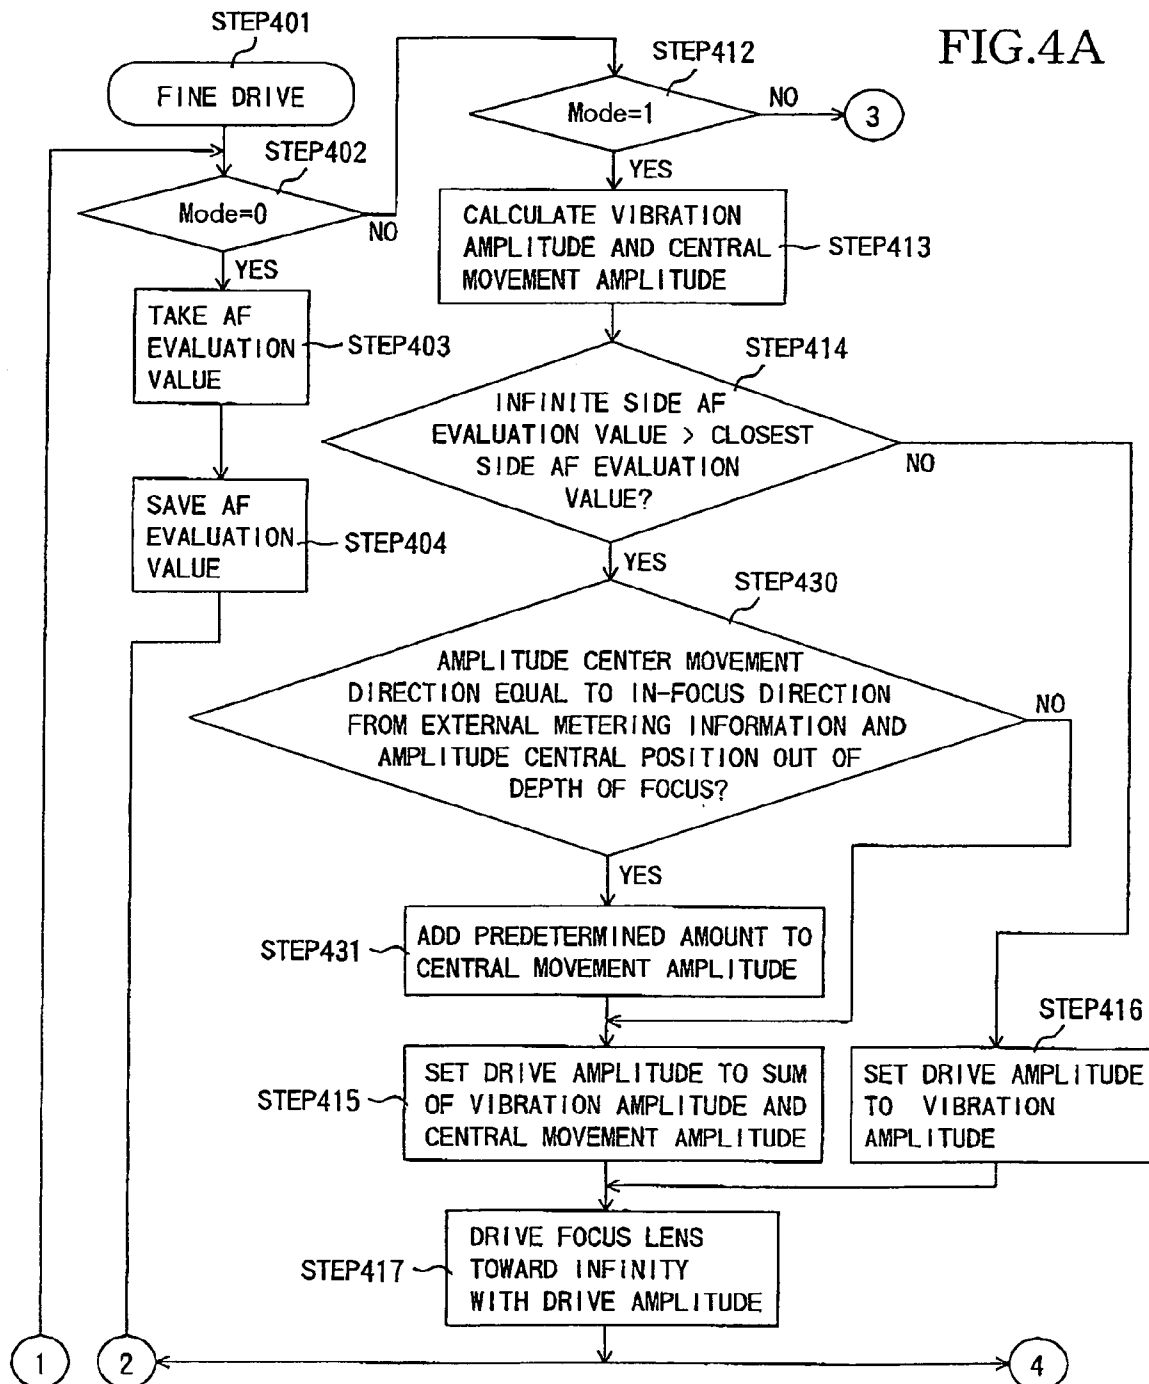 FIG.4A
STEP401
FINE DRIVE
STEP402
Mode=0
NO
YES
TAKE AF
EVALUATION
VALUE
STEP403
SAVE AF
EVALUATION
VALUE
STEP404
STEP412
Mode=1
NO
3
YES
CALCULATE VIBRATION
AMPLITUDE AND CENTRAL
MOVEMENT AMPLITUDE
STEP413
STEP414
INFINITE SIDE AF
EVALUATION VALUE > CLOSEST
SIDE AF EVALUATION
VALUE?
NO
YES
STEP430
AMPLITUDE CENTER MOVEMENT
DIRECTION EQUAL TO IN-FOCUS DIRECTION
FROM EXTERNAL METERING INFORMATION AND
AMPLITUDE CENTRAL POSITION OUT OF
DEPTH OF FOCUS?
NO
YES
STEP431
ADD PREDETERMINED AMOUNT TO
CENTRAL MOVEMENT AMPLITUDE
STEP415
SET DRIVE AMPLITUDE TO SUM
OF VIBRATION AMPLITUDE AND
CENTRAL MOVEMENT AMPLITUDE
STEP416
SET DRIVE AMPLITUDE
TO VIBRATION
AMPLITUDE
STEP417
DRIVE FOCUS LENS
TOWARD INFINITY
WITH DRIVE AMPLITUDE
1
2
4